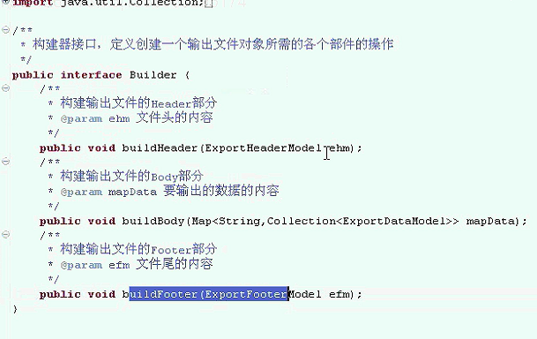 import java.util.Collection;
/**
* 构建器接口，定义创建一个输出文件对象所需的各个部件的操作
*/
public interface Builder {
/**
* 构建输出文件的Header部分
* @param ehm 文件头的内容
*/
public void buildHeader(ExportHeaderModel ehm);
/**
* 构建输出文件的Body部分
* @param mapData 要输出的数据的内容
*/
public void buildBody(Map<String,Collection<ExportDataModel>> mapData);
/**
* 构建输出文件的Footer部分
* @param efm 文件尾的内容
*/
public void buildFooter(ExportFooterModel efm);
}